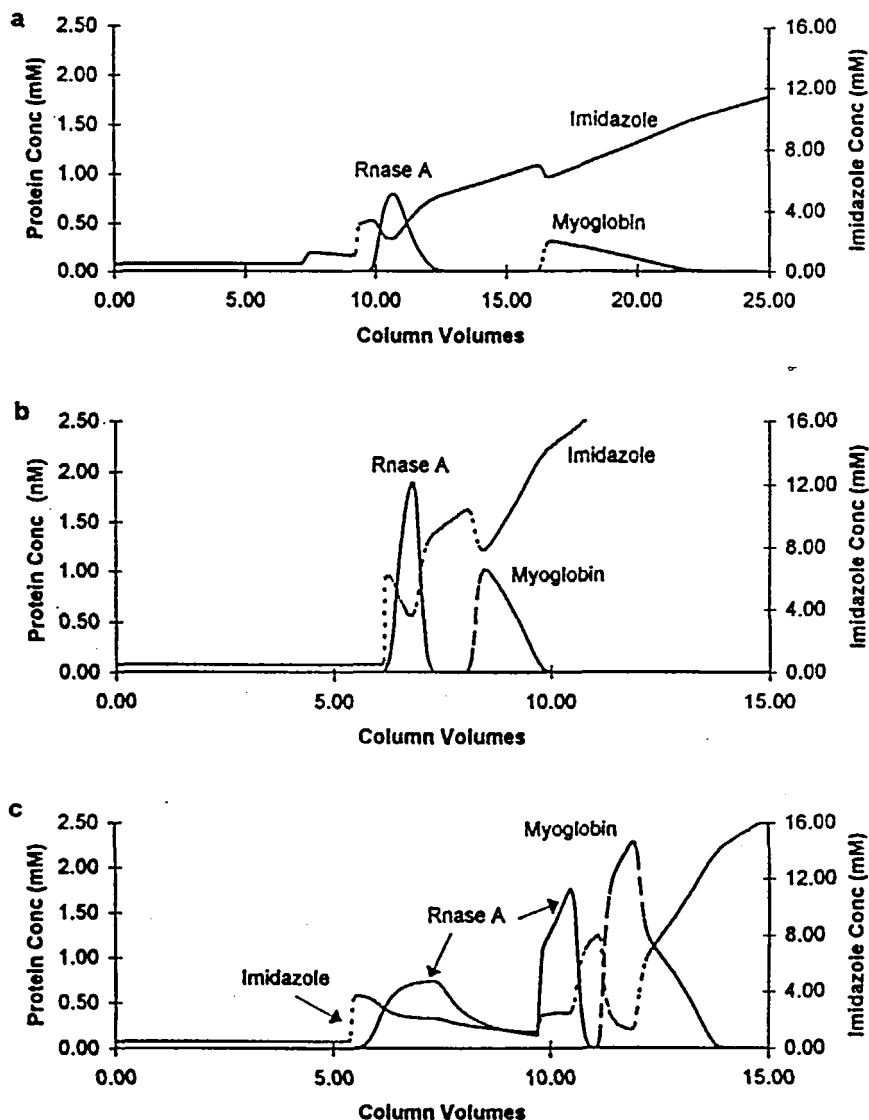 a
Protein Conc (mM)
2.50
2.00
1.50
1.00
0.50
0.00
Rnase A
Imidazole
Myoglobin
16.00
12.00
8.00
4.00
0.00
Imidazole Conc (mM)
0.00 5.00 10.00 15.00 20.00 25.00
Column Volumes
b
Protein Conc (nM)
2.50
2.00
1.50
1.00
0.50
0.00
Rnase A
Imidazole
Myoglobin
16.00
12.00
8.00
4.00
0.00
Imidazole Conc (mM)
0.00 5.00 10.00 15.00
Column Volumes
c
Protein Conc (mM)
2.50
2.00
1.50
1.00
0.50
0.00
Myoglobin
Rnase A
Imidazole
16.00
12.00
8.00
4.00
0.00
Imidazole Conc (mM)
0.00 5.00 10.00 15.00
Column Volumes